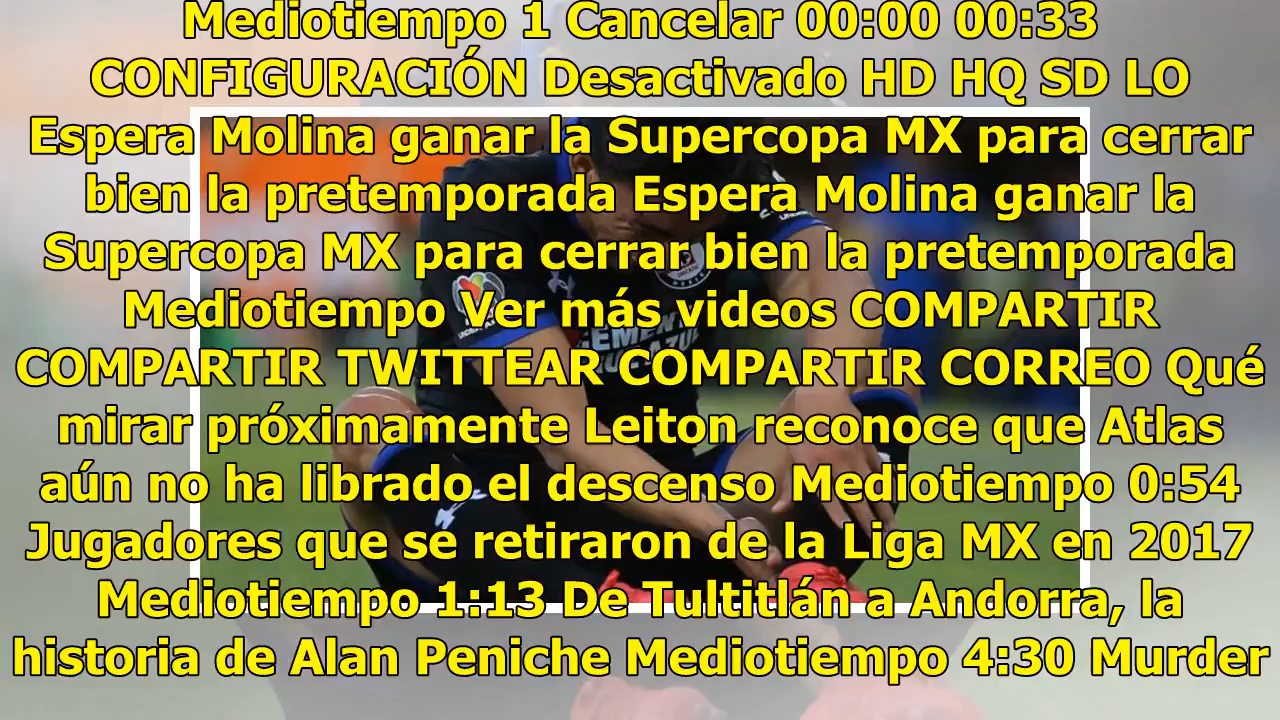 Mediotiempo 1 Cancelar 00:00 00:33
CONFIGURACIÓN Desactivado HD HQ SD LO
Espera Molina ganar la Supercopa MX para cerrar
bien la pretemporada Espera Molina ganar la
Supercopa MX para cerrar bien la pretemporada
Mediotiempo Ver más videos COMPARTIR
COMPARTIR TWITTEAR COMPARTIR CORREO Qué
mirar próximamente Leiton reconoce que Atlas
aún no ha librado el descenso Mediotiempo 0:54
Jugadores que se retiraron de la Liga MX en 2017
Mediotiempo 1:13 De Tultitlán a Andorra, la
historia de Alan Peniche Mediotiempo 4:30 Murder